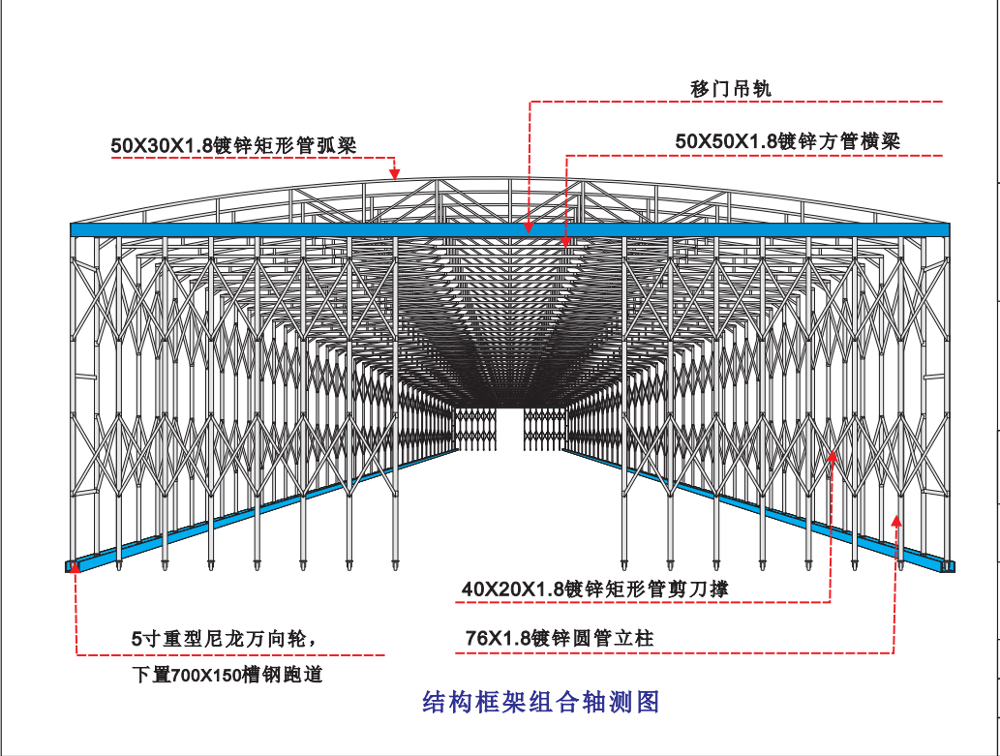 移门吊轨
50X30X1.8镀锌矩形管弧梁
50X50X1.8镀锌方管横梁
40X20X1.8镀锌矩形管剪刀撑
5寸重型尼龙万向轮，
下置700X150槽钢跑道
76X1.8镀锌圆管立柱
结构框架组合轴测图